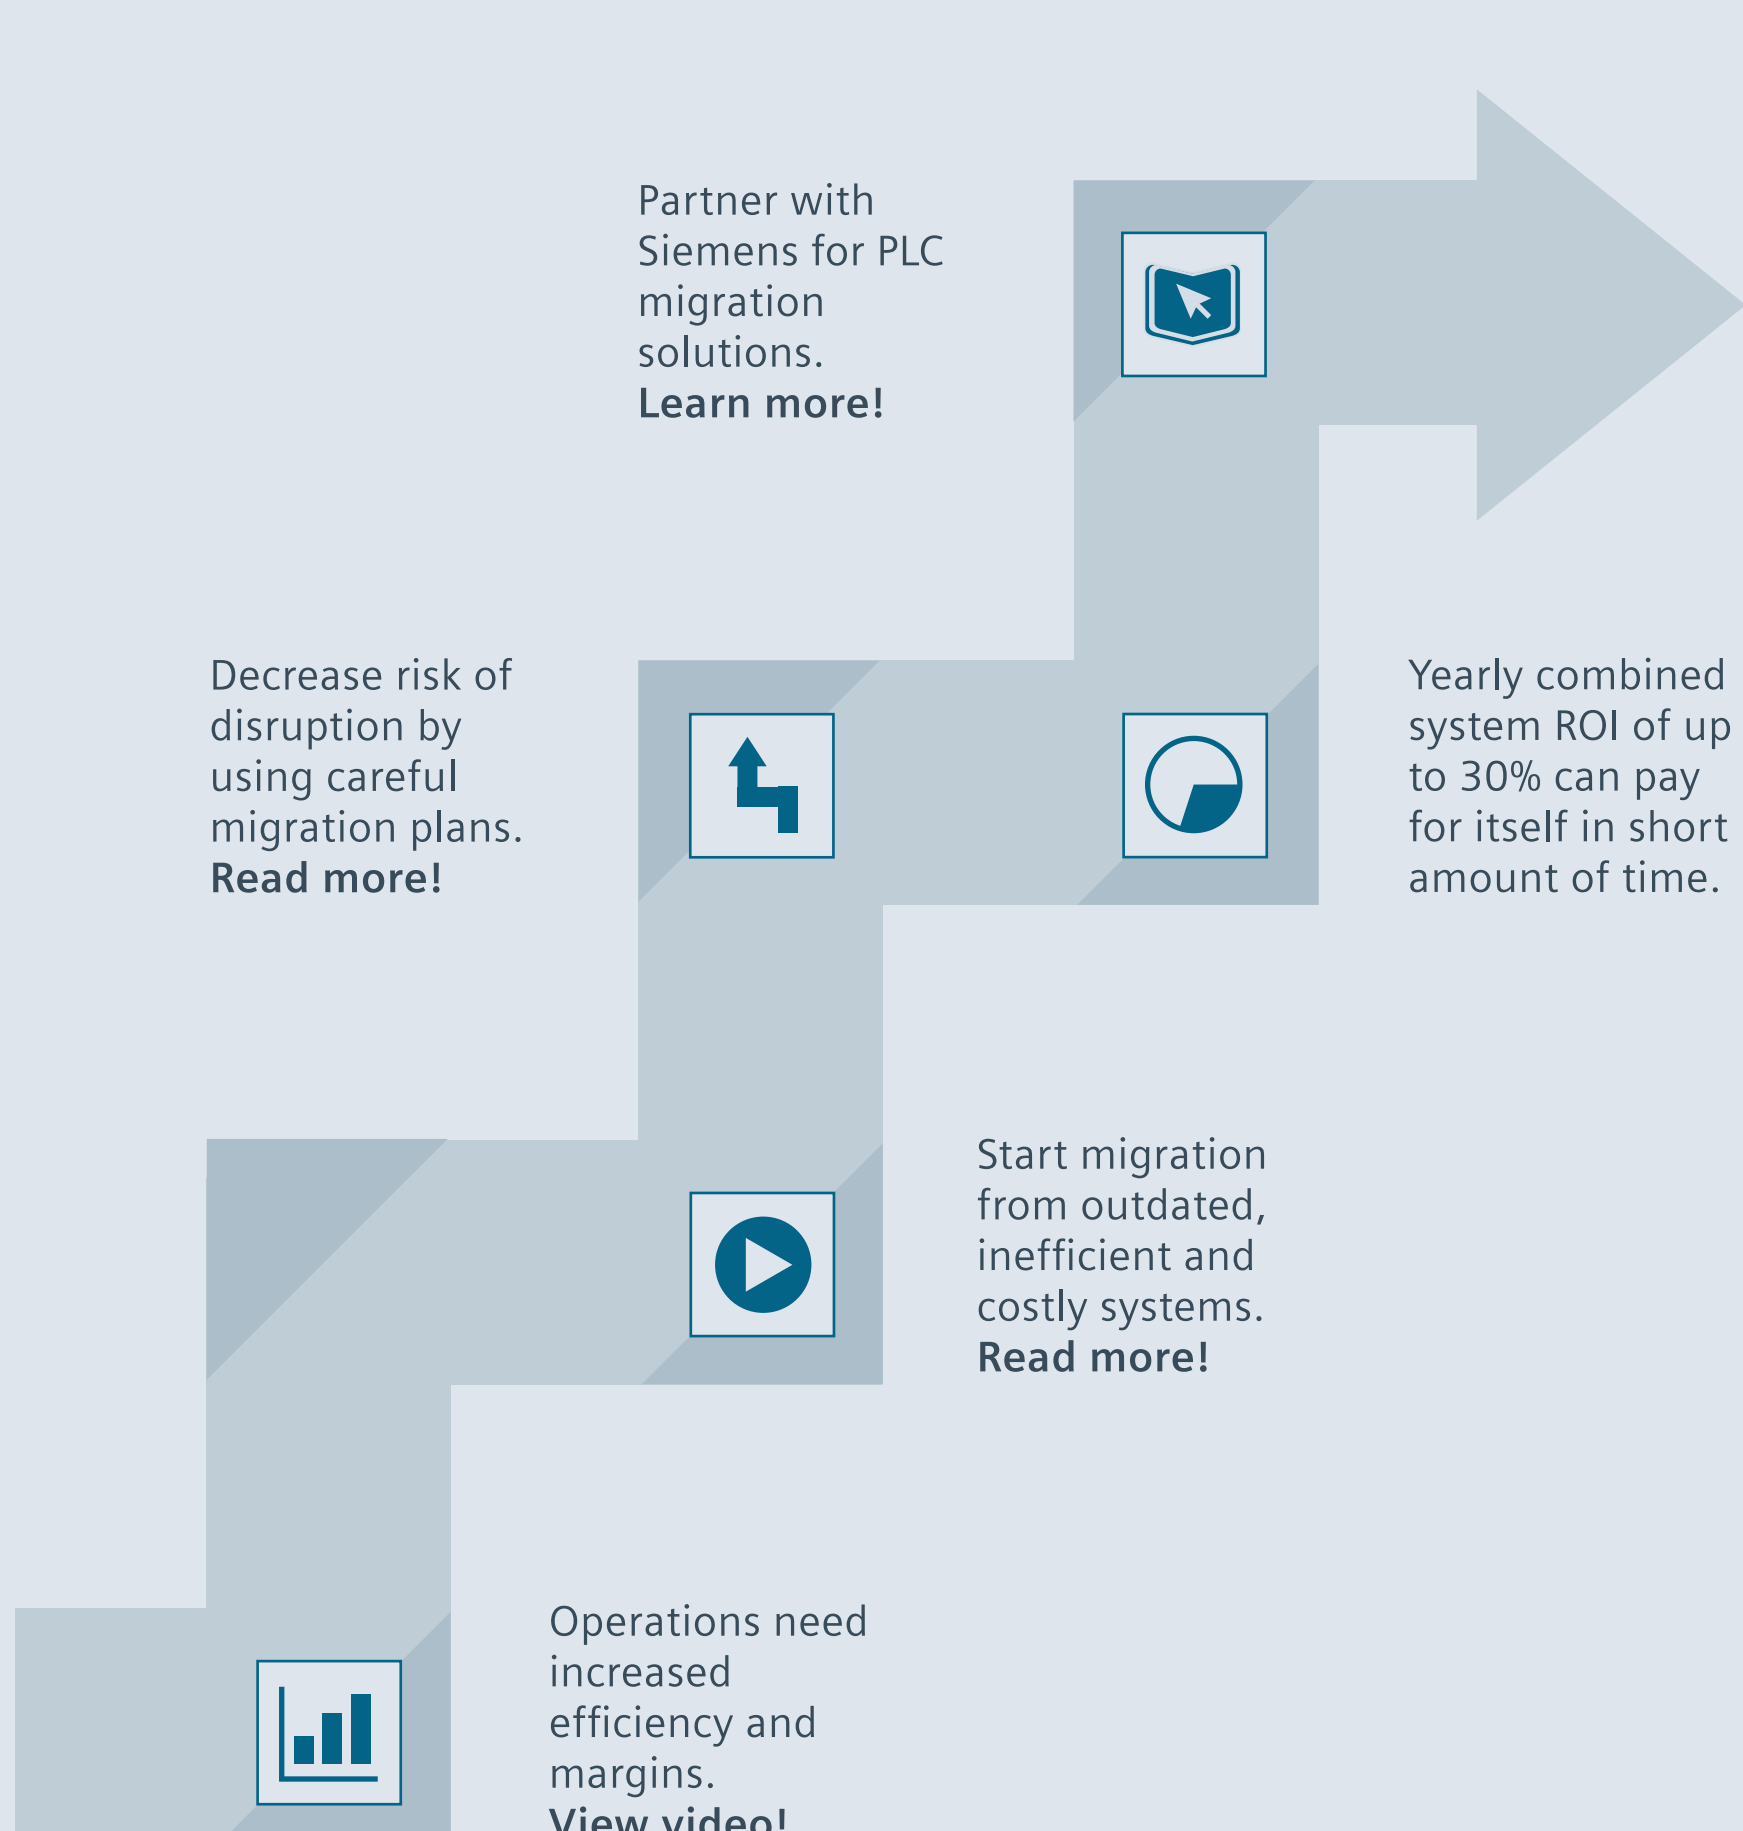 Partner with
Siemens for PLC
migration
solutions.
Learn more!
Decrease risk of
disruption by
using careful
migration plans.
Read more!
Yearly combined
system ROI of up
to 30% can pay
for itself in short
amount of time.
Start migration
from outdated,
inefficient and
costly systems.
Read more!
Operations need
increased
efficiency and
margins.
View video!